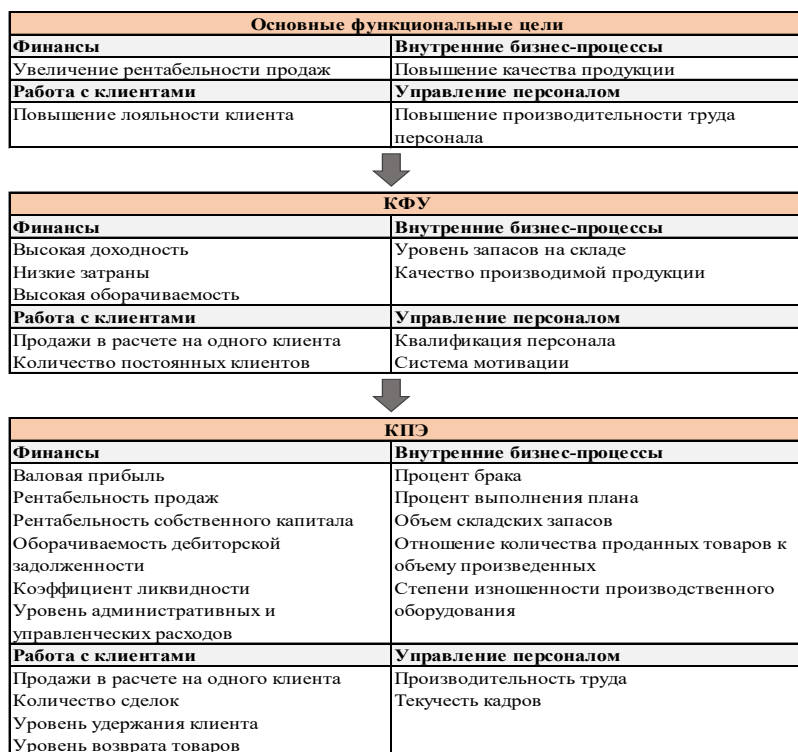 Основные функциональные цели
Финансы
Внутренние бизнес-процессы
Увеличение рентабельности продаж
Повышение качества продукции
Работа с клиентами
Управление персоналом
Повышение лояльности клиента
Повышение производительности труда
персонала
КФУ
Финансы
Внутренние бизнес-процессы
Высокая доходность
Низкие затраны
Высокая оборачиваемость
Уровень запасов на складе
Качество производимой продукции
Работа с клиентами
Управление персоналом
Продажи в расчете на одного клиента
Количество постоянных клиентов
Квалификация персонала
Система мотивации
КПЭ
Финансы
Внутренние бизнес-процессы
Валовая прибыль
Рентабельность продаж
Рентабельность собственного капитала
Оборачиваемость дебиторской
задолженности
Коэффициент ликвидности
Уровень административных и
управленческих расходов
Процент брака
Процент выполнения плана
Объем складских запасов
Отношение количества проданных товаров к
объему произведенных
Степени изношенности производственного
оборудования
Работа с клиентами
Управление персоналом
Продажи в расчете на одного клиента
Количество сделок
Уровень удержания клиента
Уровень возврата товаров
Производительность труда
Текучесть кадров